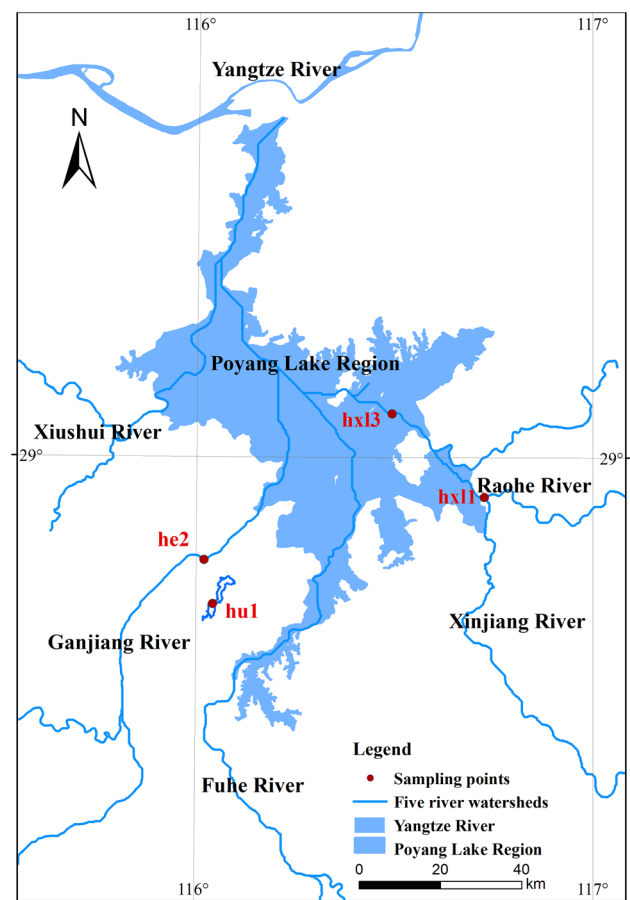 116°
117°
Yangtze River
N
Poyang Lake Region
hxl3
Xiushui River
29°
29°
Raohe River
hxl1
he2
hu1
Xinjiang River
Ganjiang River
Legend
Sampling points
Fuhe River
Five river watersheds
Yangtze River
Poyang Lake Region
0 20 40
km
116°
117°